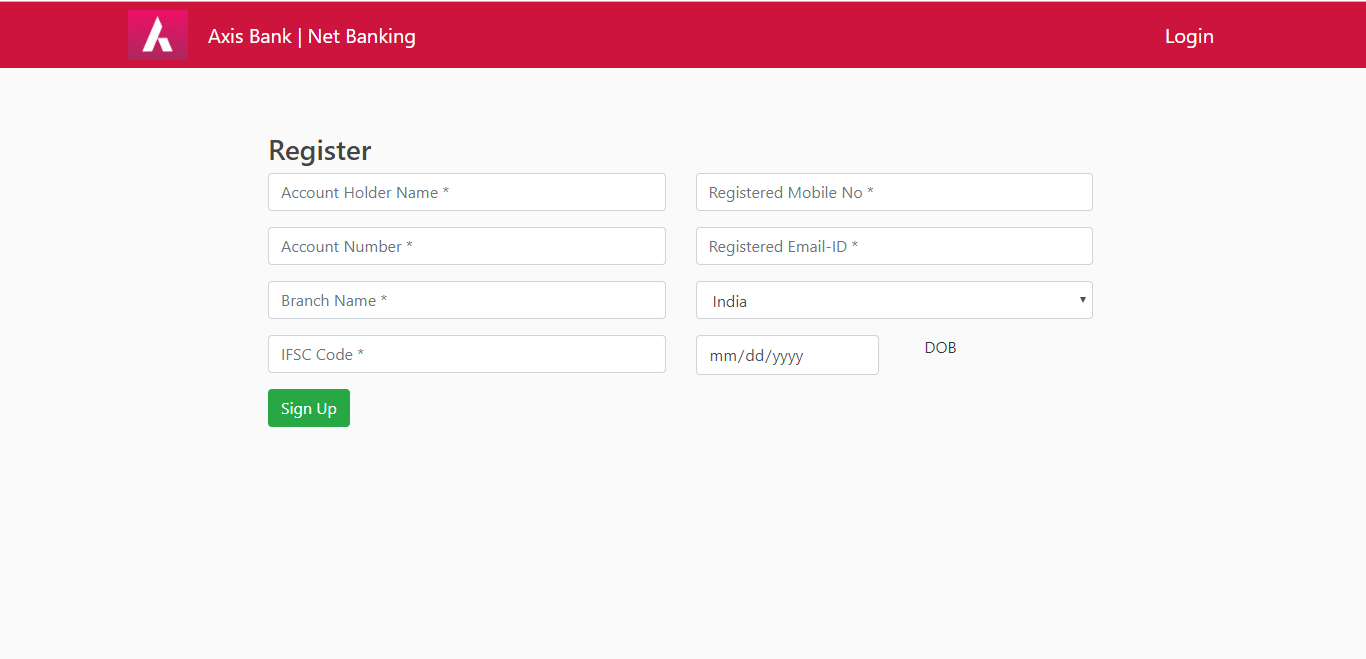 Axis Bank | Net Banking
Login
Register
Account Holder Name *
Registered Mobile No *
Account Number *
Registered Email-ID *
Branch Name *
India
IFSC Code *
mm/dd/yyyy
DOB
Sign Up